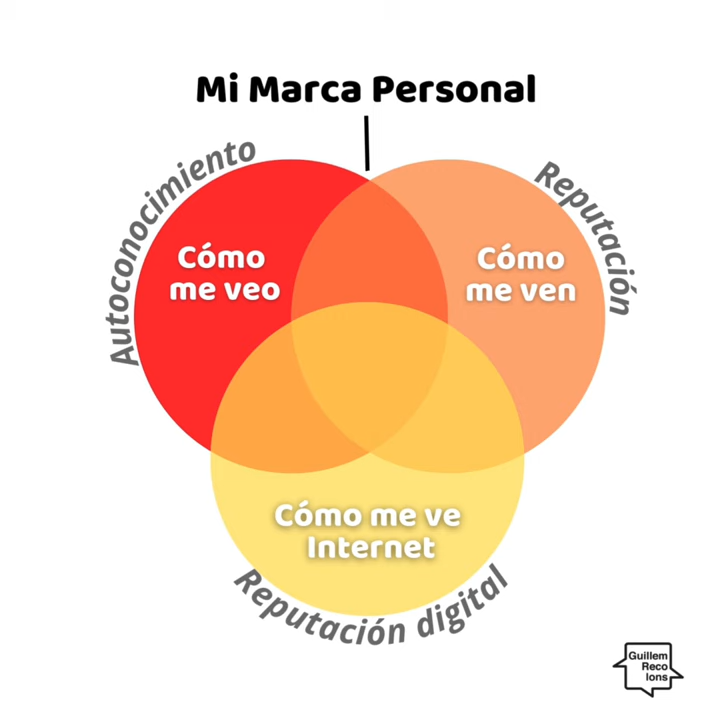 Mi Marca Personal
Autoconocimiento
Reputación
Cómo
me veo
Cómo
me ven
Cómo me ve
Internet
Reputación digital
Guillem
Reco
lons